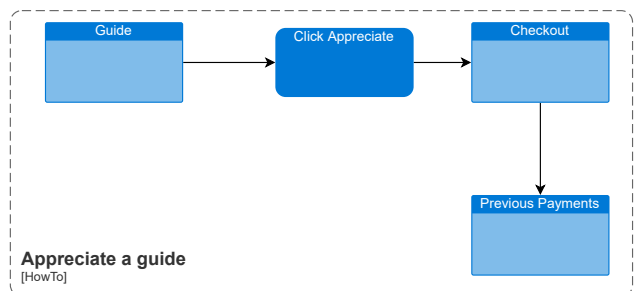 Guide
Click Appreciate
Checkout
Previous Payments
Appreciate a guide
[HowTo]